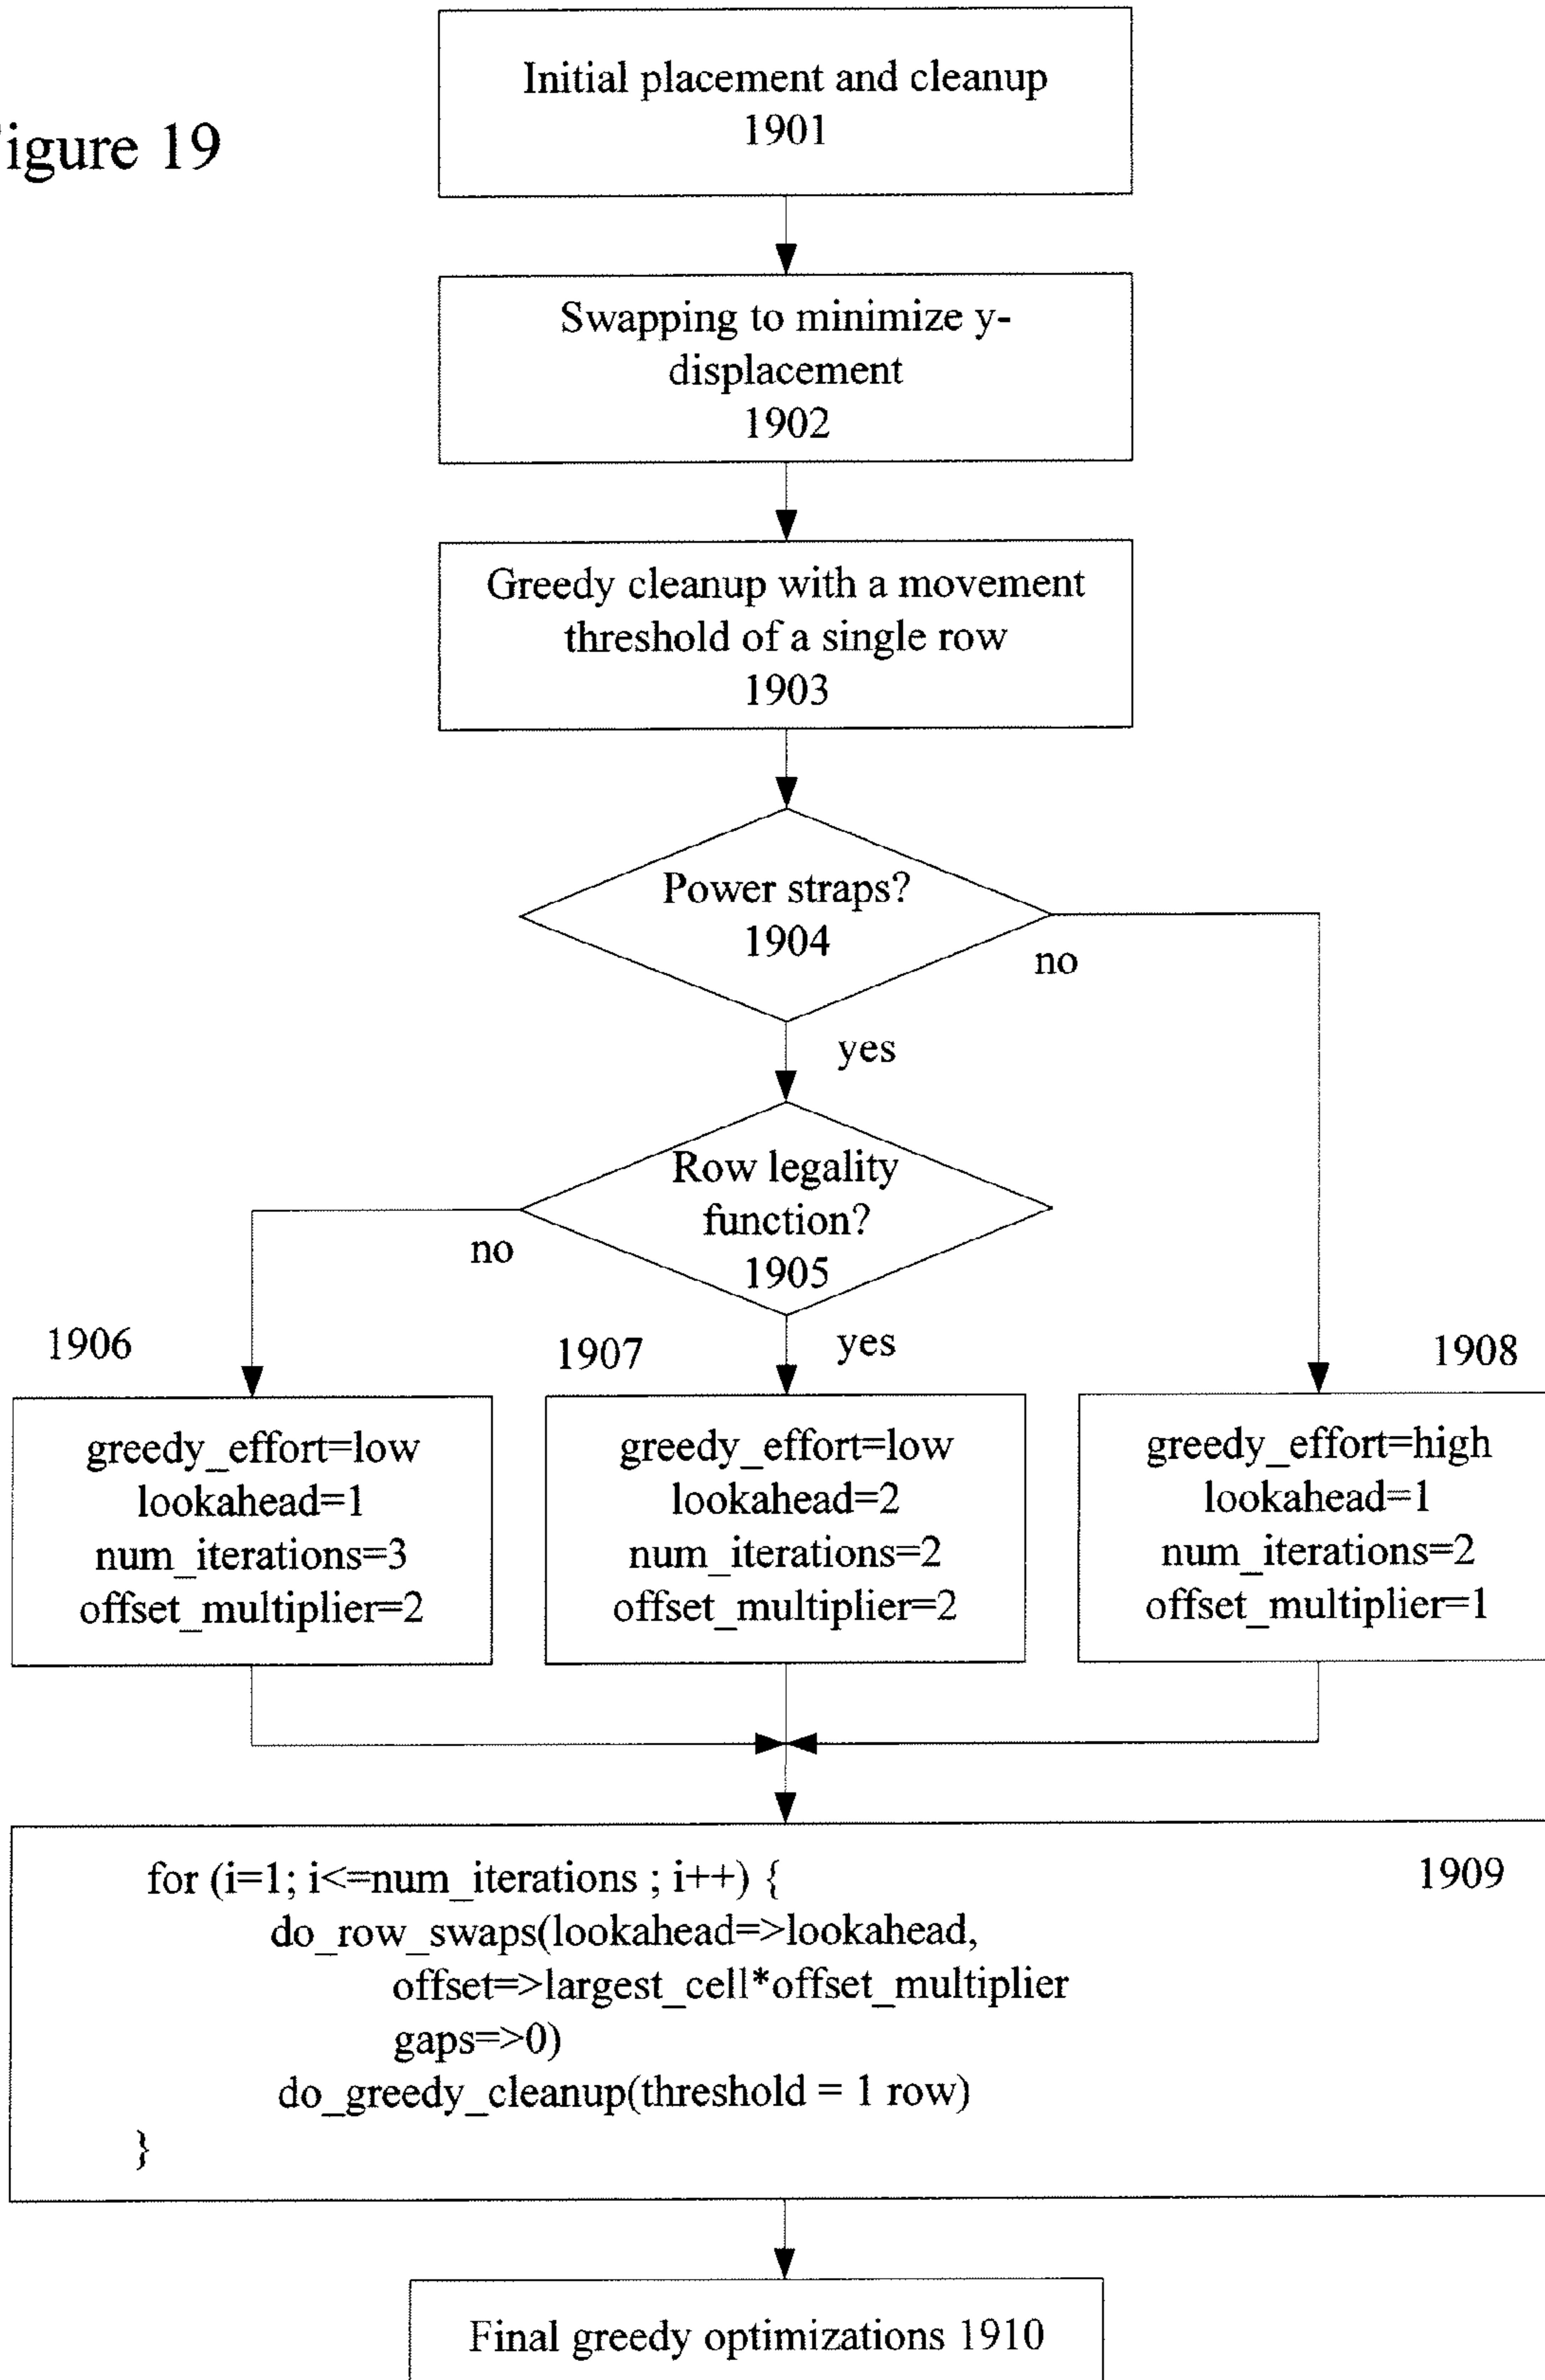 Initial placement and cleanup
1901
igure 19
Swapping to minimize y-
displacement
1902
Greedy cleanup with a movement
threshold of a single row
1903
Power straps?
1904
no
yes
Row legality
function?
1905
no
yes
1906
1907
1908
greedy_effort=low
lookahead=1
num_iterations=3
offset_multiplier=2
greedy_effort=low
lookahead=2
num_iterations=2
offset_multiplier=2
greedy_effort=high
lookahead=1
num_iterations=2
offset_multiplier=1
1909
for (i=1; i<=num_iterations ; i++) {
do_row_swaps(lookahead=>lookahead,
offset=>largest_cell*offset_multiplier
gaps=>0)
do_greedy_cleanup(threshold = 1 row)
}
Final greedy optimizations 1910